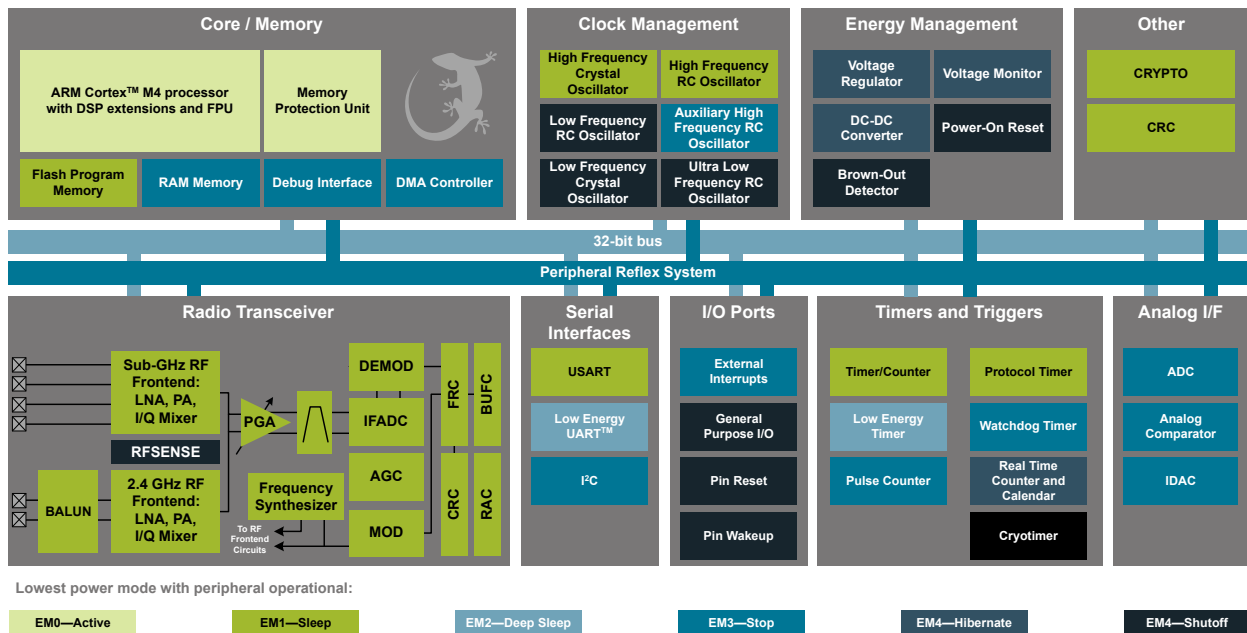 Core / Memory
ARM Cortex™ M4 processor
with DSP extensions and FPU
Memory
Protection Unit
Flash Program
Memory
RAM Memory
Debug Interface
DMA Controller
Clock Management
High Frequency
Crystal
Oscillator
High Frequency
RC Oscillator
Low Frequency
RC Oscillator
Auxiliary High
Frequency RC
Oscillator
Low Frequency
Crystal
Oscillator
Ultra Low
Frequency RC
Oscillator
Energy Management
Voltage
Regulator
Voltage Monitor
DC-DC
Converter
Power-On Reset
Brown-Out
Detector
Other
CRYPTO
CRC
32-bit bus
Peripheral Reflex System
Radio Transceiver
Sub-GHz RF
Frontend:
LNA, PA,
I/Q Mixer
RFSENSE
BALUN
2.4 GHz RF
Frontend:
LNA, PA,
I/Q Mixer
PGA
Frequency
Synthesizer
To RF
Frontend
Circuits
DEMOD
IFADC
AGC
MOD
FRC
BUFC
CRC
RAC
Serial
Interfaces
USART
Low Energy
UART™
I²C
I/O Ports
External
Interrupts
General
Purpose I/O
Pin Reset
Pin Wakeup
Timers and Triggers
Timer/Counter
Protocol Timer
Low Energy
Timer
Watchdog Timer
Pulse Counter
Real Time
Counter and
Calendar
Cryotimer
Analog I/F
ADC
Analog
Comparator
IDAC
Lowest power mode with peripheral operational:
EM0—Active
EM1—Sleep
EM2—Deep Sleep
EM3—Stop
EM4—Hibernate
EM4—Shutoff